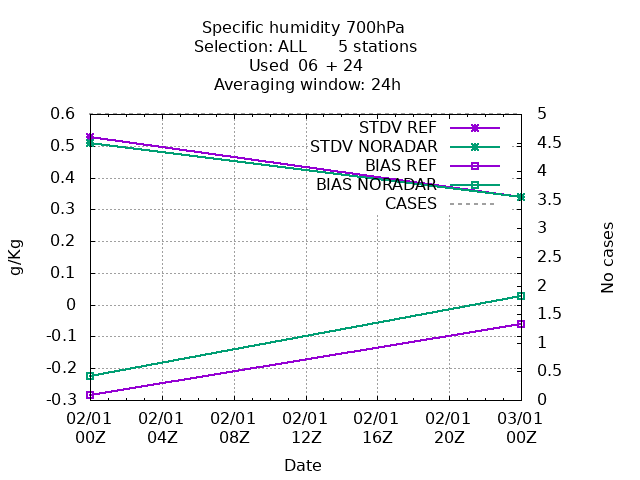 Specific humidity 700hPa
Selection: ALL      5 stations
Used  06 + 24
Averaging window: 24h
0.6
0.5
0.4
0.3
0.2
0.1
0
-0.1
-0.2
-0.3
g/Kg
STDV REF
STDV NORADAR
BIAS REF
BIAS NORADAR
CASES
5
4.5
4
3.5
3
2.5
2
1.5
1
0.5
0
No cases
02/01 02/01 02/01 02/01 02/01 02/01 03/01
00Z 04Z 08Z 12Z 16Z 20Z 00Z
Date